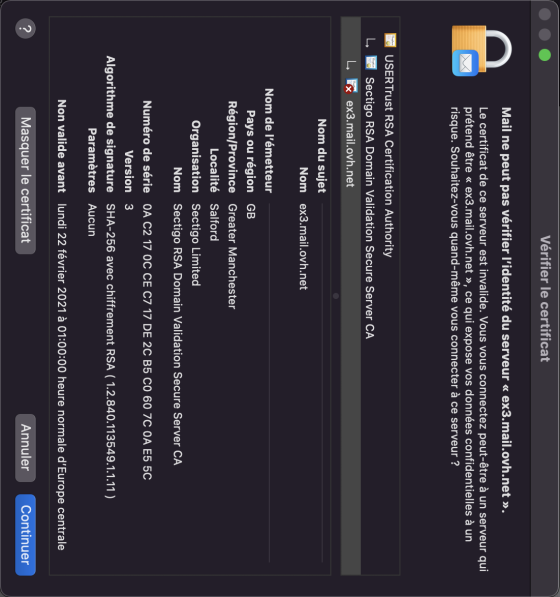 Vérifier le certificat
Mail ne peut pas vérifier l'identité du serveur « ex3.mail.ovh.net ».
Le certificat de ce serveur est invalide. Vous vous connectez peut-être à un serveur qui
prétend être « ex3.mail.ovh.net », ce qui expose vos données confidentielles à un
risque. Souhaitez-vous quand-même vous connecter à ce serveur ?
USERTrust RSA Certification Authority
Sectigo RSA Domain Validation Secure Server CA
ex3.mail.ovh.net
Nom du sujet
Nom ex3.mail.ovh.net
Nom de l'émetteur
Pays ou région GB
Région/Province Greater Manchester
Localité Salford
Organisation Sectigo Limited
Nom Sectigo RSA Domain Validation Secure Server CA
Numéro de série 0A C2 17 0C CE C7 17 DE 2C B5 C0 60 7C 0A E5 5C
Version 3
Algorithme de signature SHA-256 avec chiffrement RSA ( 1.2.840.113549.1.1.11 )
Paramètres Aucun
Non valide avant lundi 22 février 2021 à 01:00:00 heure normale d'Europe centrale
? Masquer le certificat Annuler Continuer